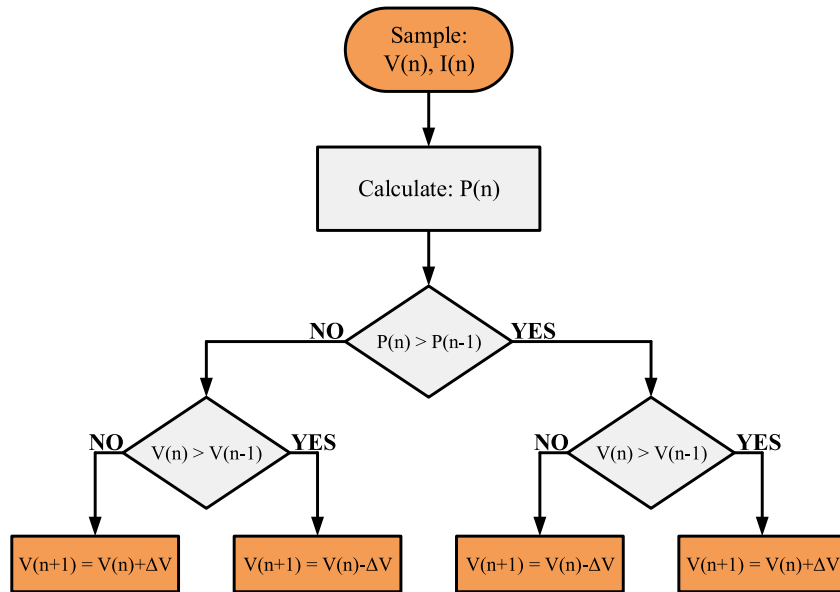 Sample:
V(n), I(n)
Calculate: P(n)
NO
YES
P(n) > P(n-1)
NO
YES
NO
YES
V(n) > V(n-1)
V(n) > V(n-1)
V(n+1) = V(n)+ΔV
V(n+1) = V(n)-ΔV
V(n+1) = V(n)-ΔV
V(n+1) = V(n)+ΔV